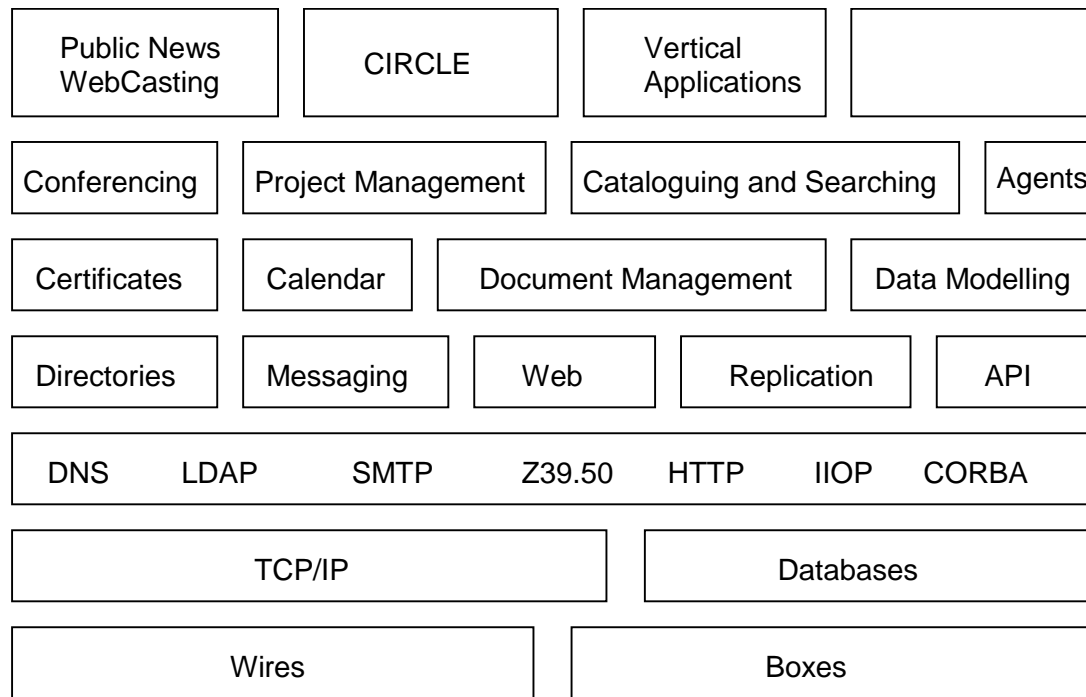 Public News
WebCasting
CIRCLE
Vertical
Applications
Conferencing
Project Management
Cataloguing and Searching
Agents
Certificates
Calendar
Document Management
Data Modelling
Directories
Messaging
Web
Replication
API
DNS LDAP SMTP Z39.50 HTTP IIOP CORBA
TCP/IP
Databases
Wires
Boxes